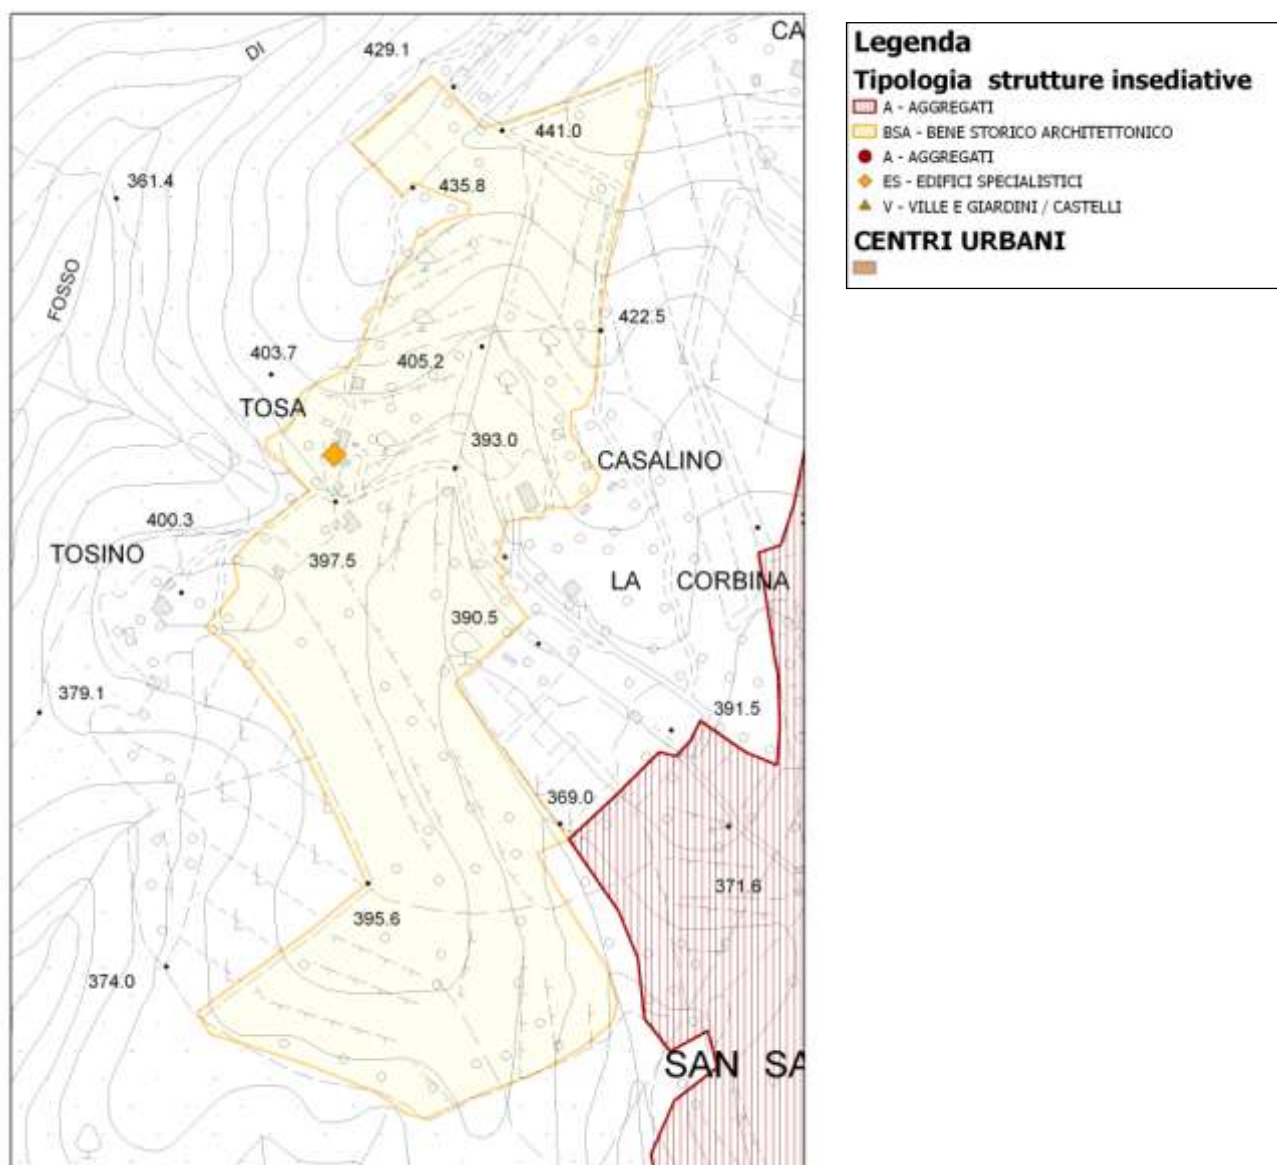 CA
DI
429.1
441.0
435.8
361.4
FOSSO
422.5
403.7
405.2
TOSA
393.0
CASALINO
400.3
TOSINO
397.5
LA CORBINA
390.5
379.1
391.5
369.0
371.6
395.6
374.0
SAN SA
Legenda
Tipologia strutture insediative
A - AGGREGATI
BSA - BENE STORICO ARCHITETTONICO
A - AGGREGATI
ES - EDIFICI SPECIALISTICI
V - VILLE E GIARDINI / CASTELLI
CENTRI URBANI